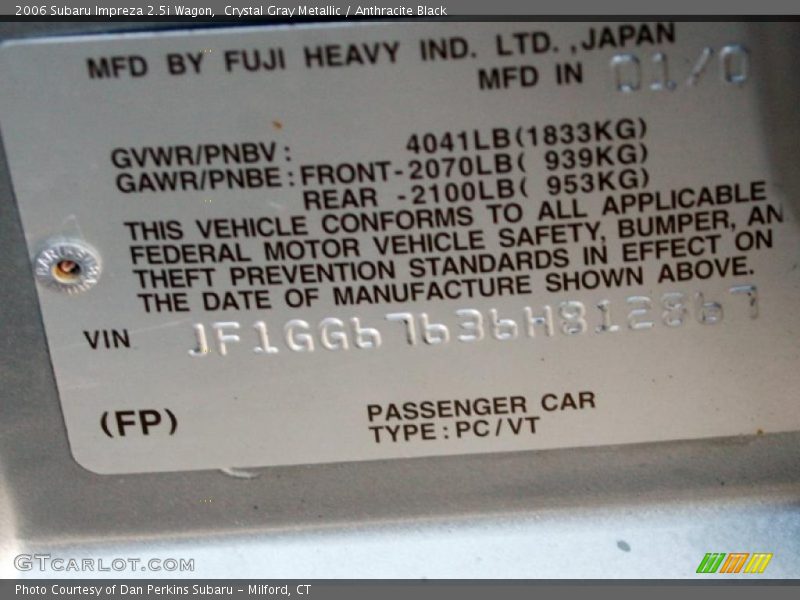 2006 Subaru Impreza 2.5i Wagon, Crystal Gray Metallic / Anthracite Black
MFD BY FUJI HEAVY IND. LTD., JAPAN
MFD IN 01/0
GVWR/PNBV: 4041LB(1833KG)
GAWR/PNBE: FRONT-2070LB( 939KG)
REAR -2100LB( 953KG)
THIS VEHICLE CONFORMS TO ALL APPLICABLE
FEDERAL MOTOR VEHICLE SAFETY, BUMPER, AN
THEFT PREVENTION STANDARDS IN EFFECT ON
THE DATE OF MANUFACTURE SHOWN ABOVE.
VIN JF1GG67636H812867
(FP) PASSENGER CAR
TYPE: PC/VT
GTCARLOT.COM
Photo Courtesy of Dan Perkins Subaru - Milford, CT